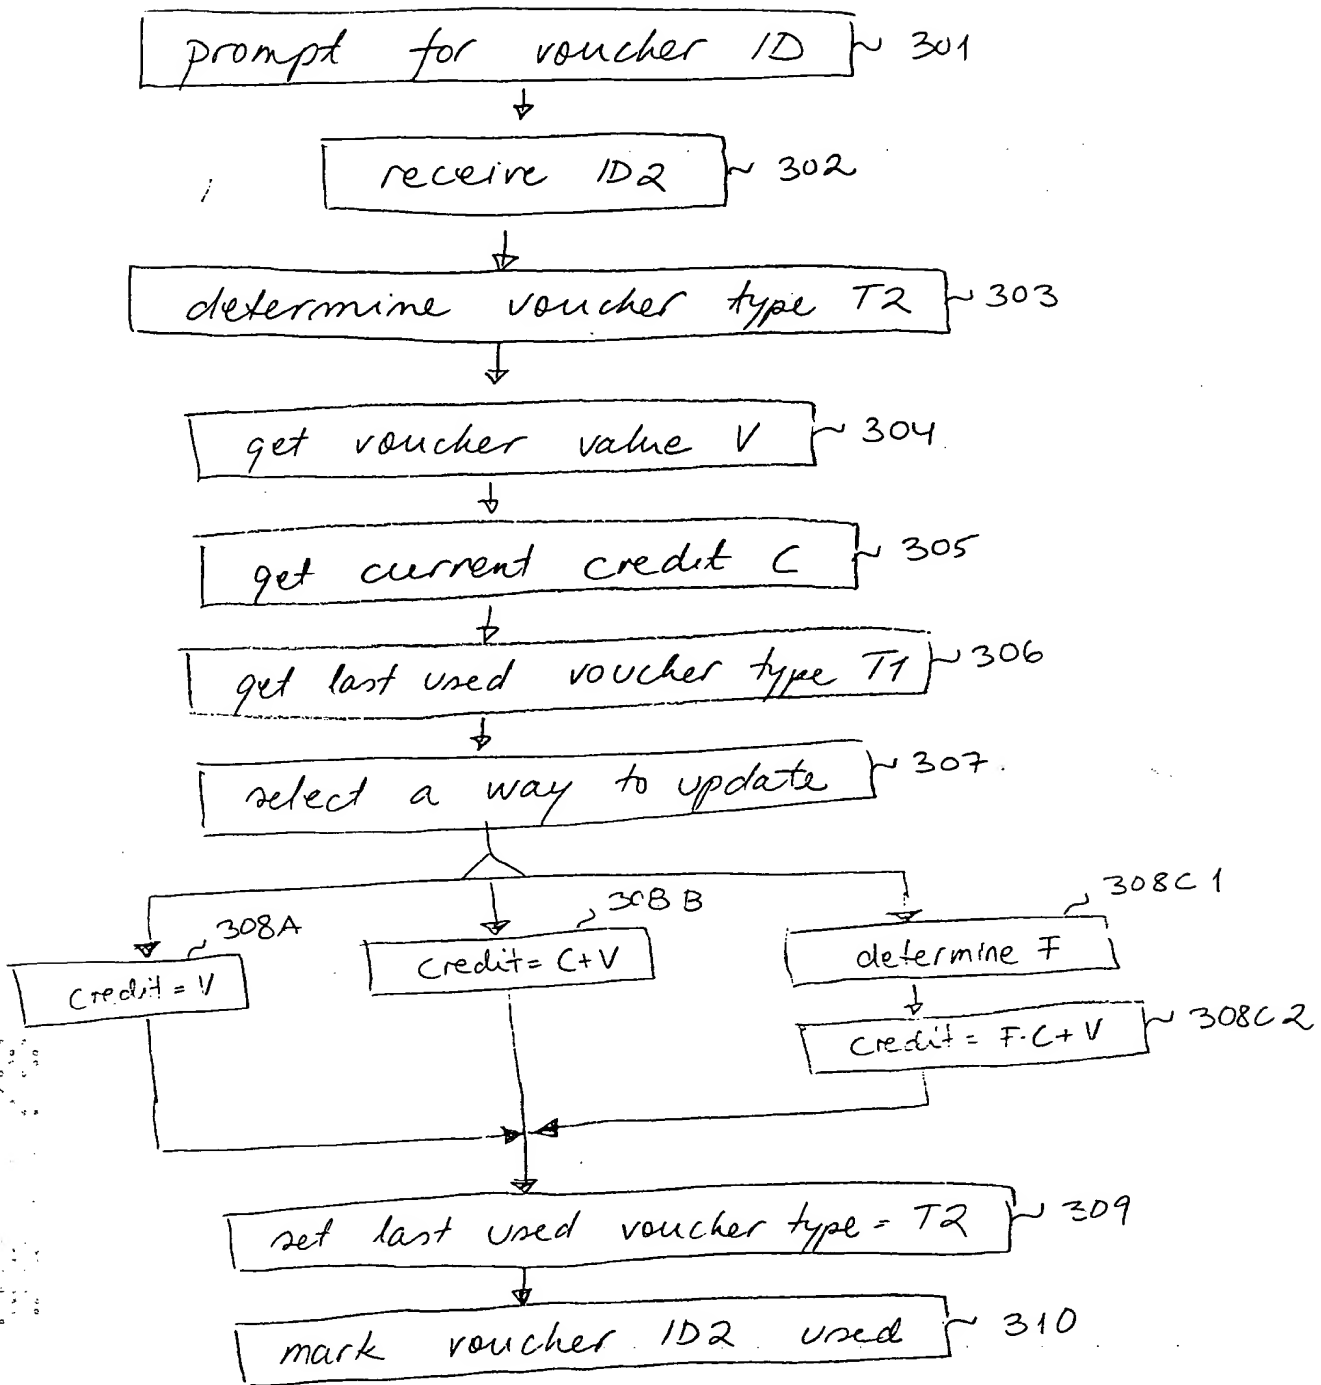 prompt for voucher ID 301
receive ID2 302
determine voucher type T2 303
get voucher value V 304
get current credit C 305
get last used voucher type T1 306
select a way to update 307
308A 308B 308C1
Credit = V Credit = C+V determine F
Credit = F·C+V 308C2
set last used voucher type = T2 309
mark voucher ID2 used 310